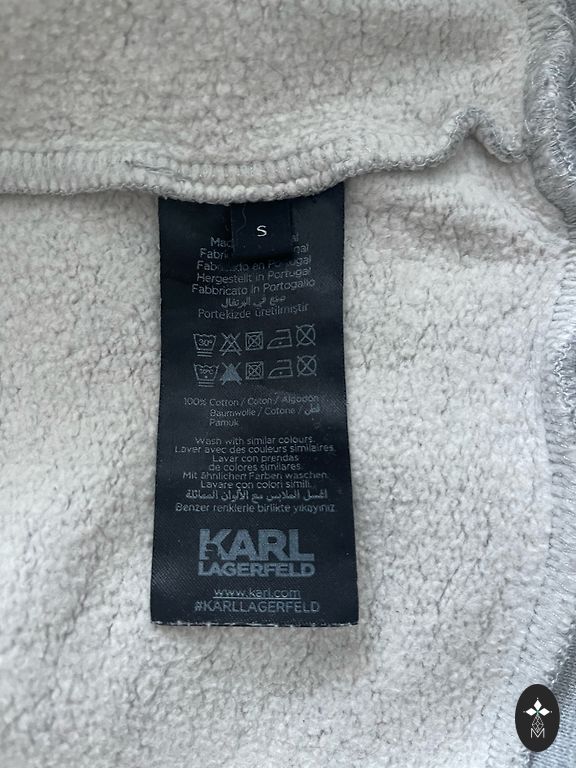 S
Fabricado en Portugal
Hergestellt in Portugal
Fabbricato in Portogallo
صنع في البرتغال
Portekizde üretilmiştir
30°
30°C
100% Cotton / Coton / Algodon
Baumwolle / Cotone / قطن
Pamuk
Wash with similar colours.
Laver avec des couleurs similaires.
Lavar con prendas
de colores similares.
Mit ähnlichen Farben waschen.
Lavare con colori simili.
اغسل الملابس مع الألوان المماثلة
Benzer renklerle birlikte yıkayınız.
KARL
LAGERFELD
www.karl.com
#KARLLAGERFELD
M